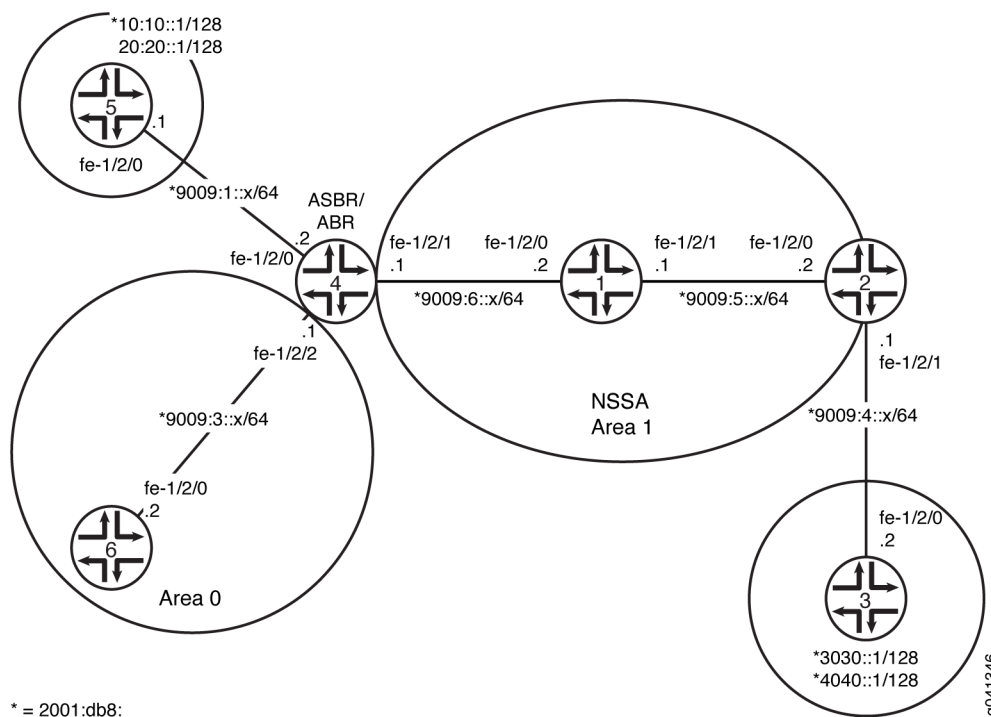 *10:10::1/128
20:20::1/128
5
.1
fe-1/2/0
*9009:1::x/64
ASBR/
ABR
.2
fe-1/2/0
4
fe-1/2/1
.1
fe-1/2/0
.2
*9009:6::x/64
1
fe-1/2/1
.1
fe-1/2/0
.2
*9009:5::x/64
2
.1
fe-1/2/2
*9009:3::x/64
fe-1/2/0
.2
6
Area 0
NSSA
Area 1
.1
fe-1/2/1
*9009:4::x/64
fe-1/2/0
.2
3
*3030::1/128
*4040::1/128
* = 2001:db8:
g041346